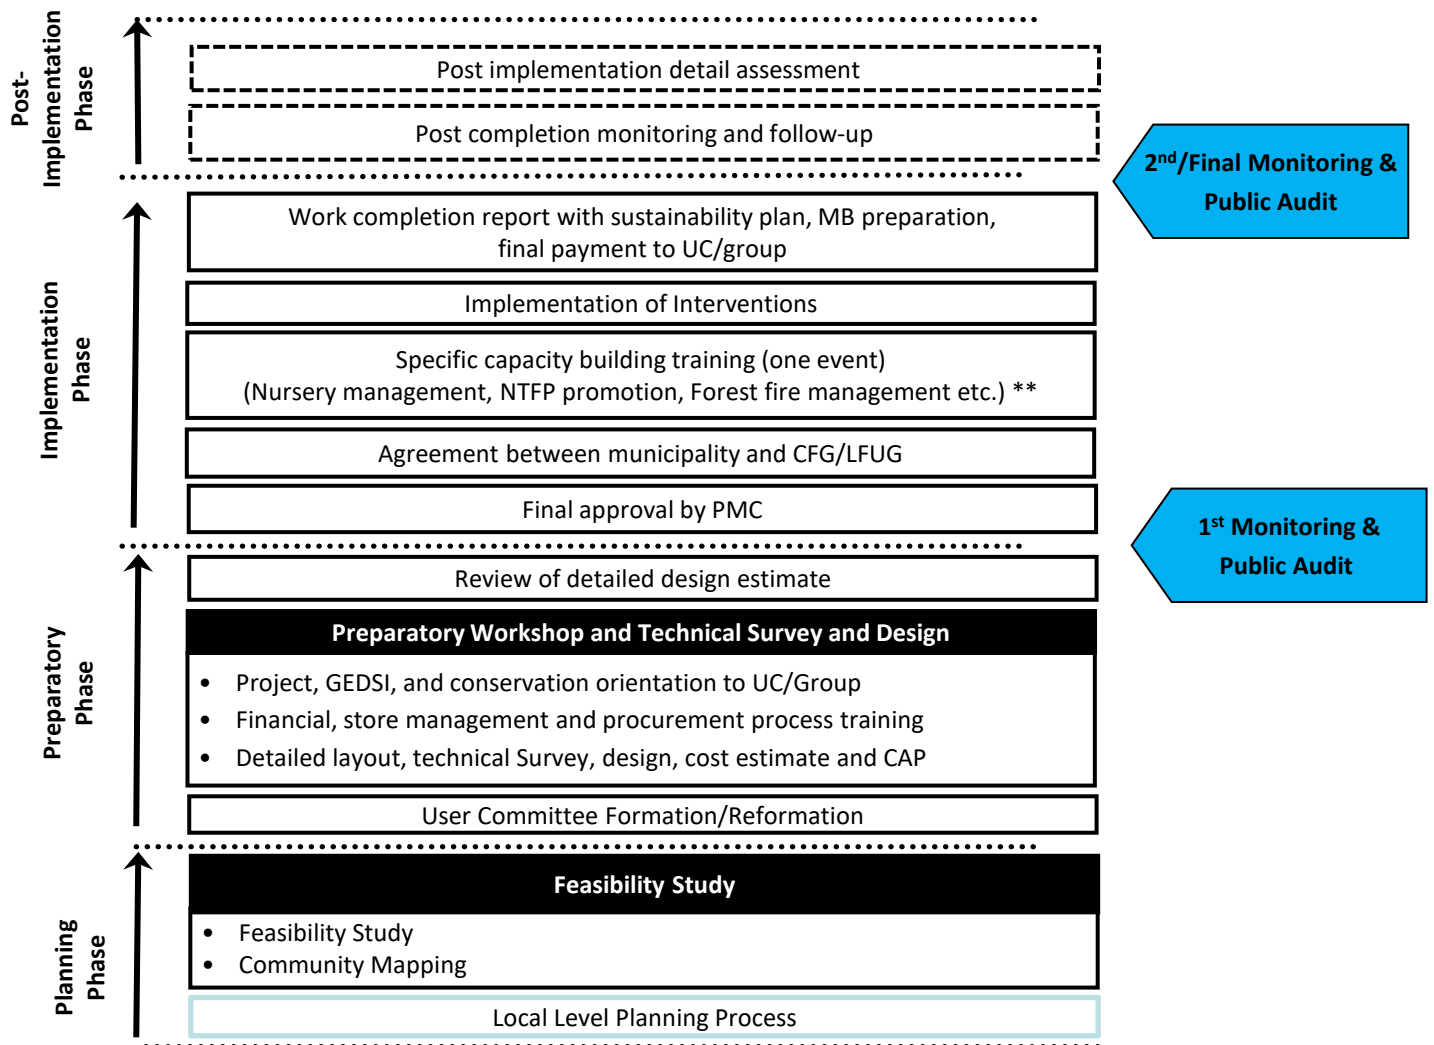 Post-
Implementation
Phase
Post implementation detail assessment
Post completion monitoring and follow-up
2nd/Final Monitoring &
Public Audit
Implementation
Phase
Work completion report with sustainability plan, MB preparation,
final payment to UC/group
Implementation of Interventions
Specific capacity building training (one event)
(Nursery management, NTFP promotion, Forest fire management etc.) **
Agreement between municipality and CFG/LFUG
Final approval by PMC
1st Monitoring &
Public Audit
Preparatory
Phase
Review of detailed design estimate
Preparatory Workshop and Technical Survey and Design
• Project, GEDSI, and conservation orientation to UC/Group
• Financial, store management and procurement process training
• Detailed layout, technical Survey, design, cost estimate and CAP
User Committee Formation/Reformation
Planning
Phase
Feasibility Study
• Feasibility Study
• Community Mapping
Local Level Planning Process